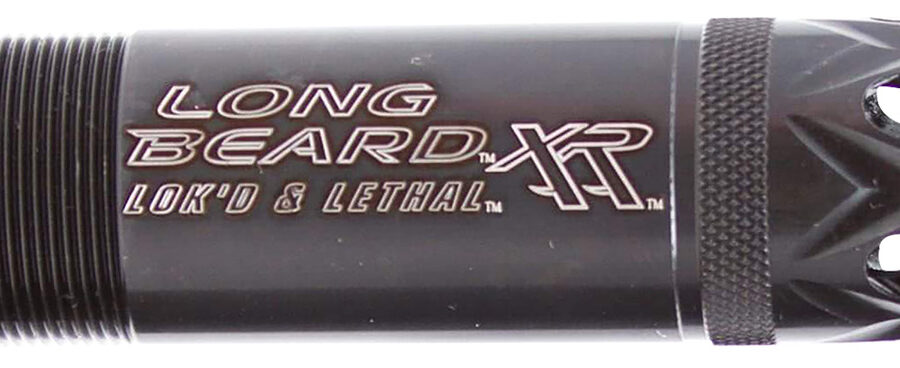 LONG
BEARD™ XR™
LOK'D & LETHAL™